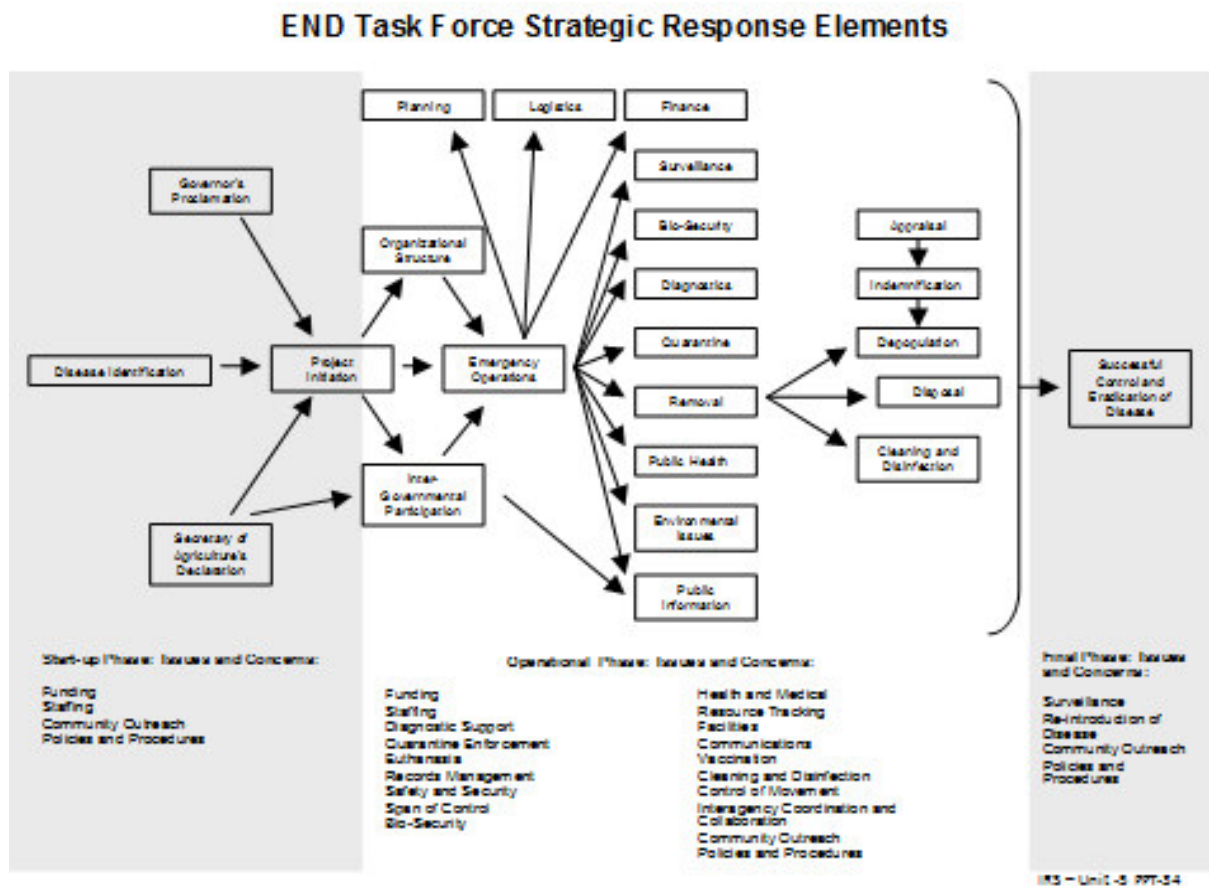 END Task Force Strategic Response Elements
Planning
Logistics
Finance
Governor's
Proclamation
Surveillance
Organizational
Structure
Bio-Security
Appraisal
Diagnostics
Indemnification
Disease Identification
Project
Initiation
Emergency
Operations
Quarantine
Depopulation
Removal
Disposal
Successful
Control and
Eradication of
Disease
Public Health
Cleaning and
Disinfection
Inter-
Governmental
Participation
Secretary of
Agriculture's
Declaration
Environmental
Issues
Public
Information
Start-up Phase: Issues and Concerns:
Funding
Staffing
Community Outreach
Policies and Procedures
Operational Phase: Issues and Concerns:
Funding
Staffing
Diagnostic Support
Quarantine Enforcement
Euthanasia
Records Management
Safety and Security
Span of Control
Bio-Security
Health and Medical
Resource Tracking
Facilities
Communications
Vaccination
Cleaning and Disinfection
Control of Movement
Interagency Coordination and
Collaboration
Community Outreach
Policies and Procedures
Final Phase: Issues
and Concerns:
Surveillance
Re-introduction of
Disease
Community Outreach
Policies and
Procedures
IRS – Unit -5 PPT-34